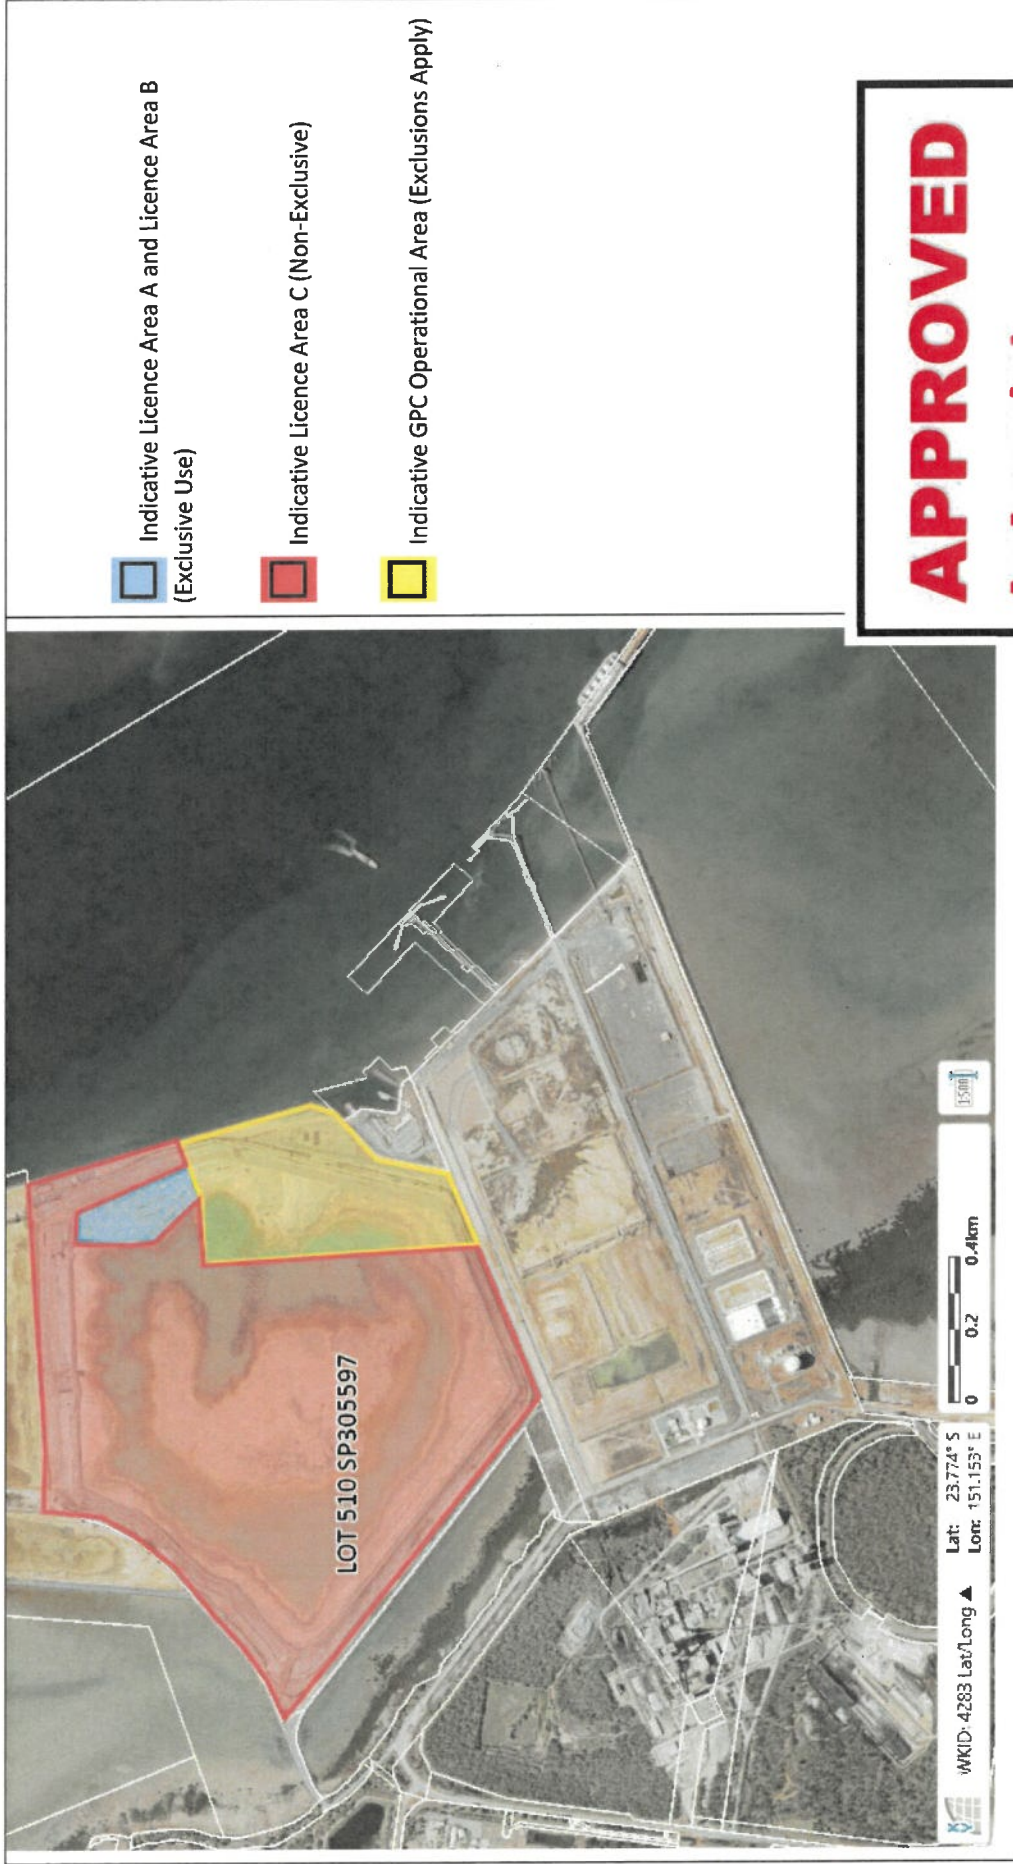 Indicative Licence Area A and Licence Area B
(Exclusive Use)
Indicative Licence Area C (Non-Exclusive)
Indicative GPC Operational Area (Exclusions Apply)
LOT 510 SP305597
APPROVED
WKID: 4283 Lat/Long ▲
Lat: 23.774° S
Lon: 151.153° E
0 0.2 0.4km